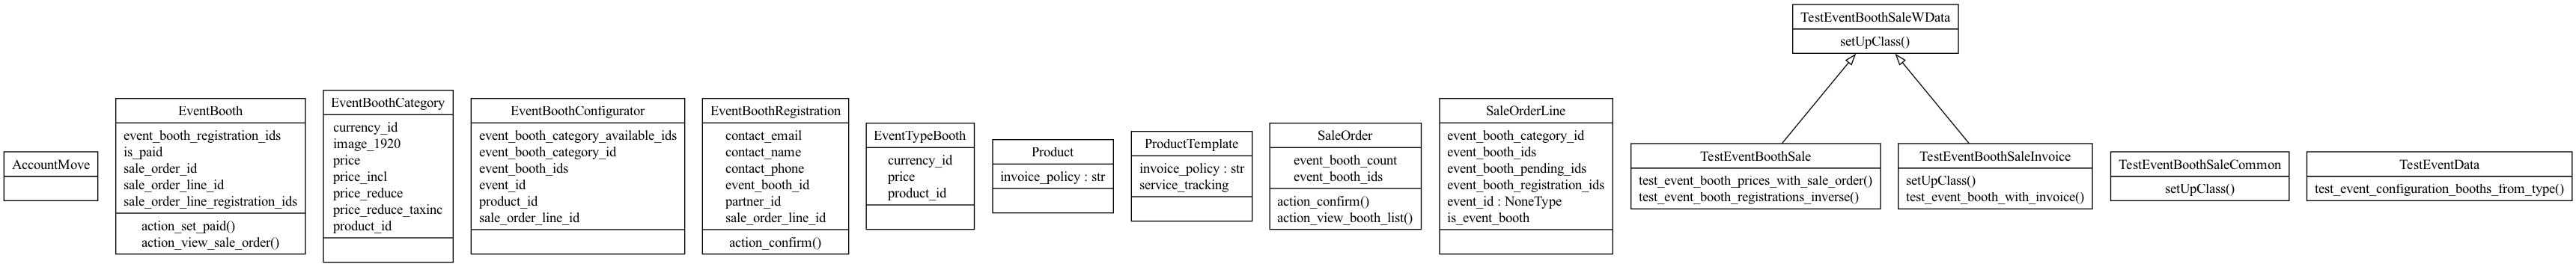 TestEventBoothSaleWData
setUpClass()
AccountMove
EventBooth
event_booth_registration_ids
is_paid
sale_order_id
sale_order_line_id
sale_order_line_registration_ids
action_set_paid()
action_view_sale_order()
EventBoothCategory
currency_id
image_1920
price
price_incl
price_reduce
price_reduce_taxinc
product_id
EventBoothConfigurator
event_booth_category_available_ids
event_booth_category_id
event_booth_ids
event_id
product_id
sale_order_line_id
EventBoothRegistration
contact_email
contact_name
contact_phone
event_booth_id
partner_id
sale_order_line_id
action_confirm()
EventTypeBooth
currency_id
price
product_id
Product
invoice_policy : str
ProductTemplate
invoice_policy : str
service_tracking
SaleOrder
event_booth_count
event_booth_ids
action_confirm()
action_view_booth_list()
SaleOrderLine
event_booth_category_id
event_booth_ids
event_booth_pending_ids
event_booth_registration_ids
event_id : NoneType
is_event_booth
TestEventBoothSale
test_event_booth_prices_with_sale_order()
test_event_booth_registrations_inverse()
TestEventBoothSaleInvoice
setUpClass()
test_event_booth_with_invoice()
TestEventBoothSaleCommon
setUpClass()
TestEventData
test_event_configuration_booths_from_type()